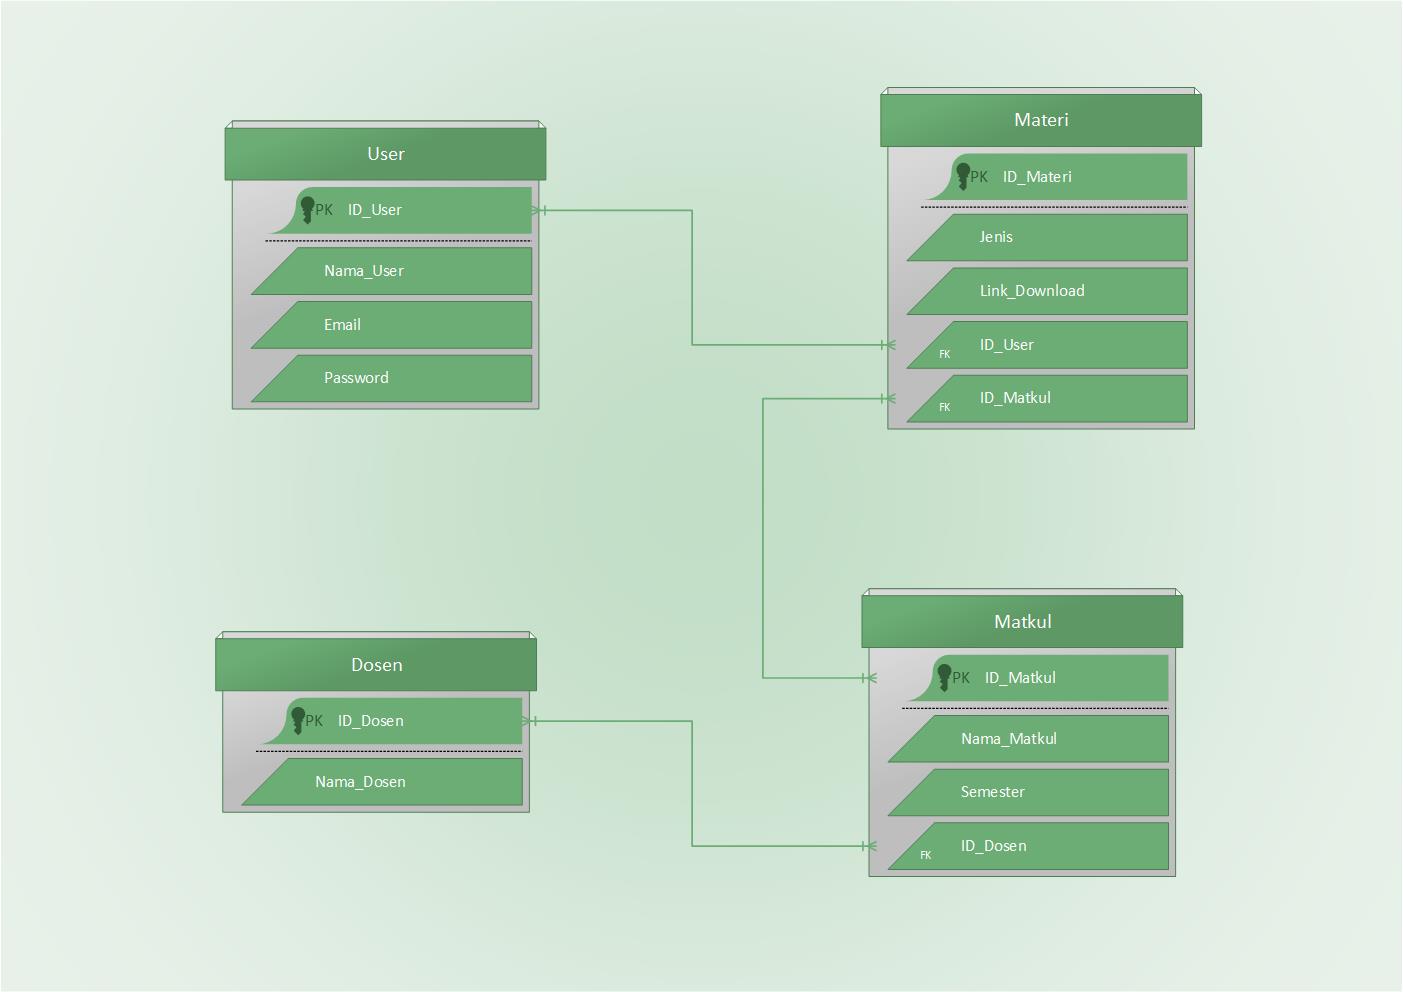 User
PK ID_User
Nama_User
Email
Password
Materi
PK ID_Materi
Jenis
Link_Download
FK ID_User
FK ID_Matkul
Dosen
PK ID_Dosen
Nama_Dosen
Matkul
PK ID_Matkul
Nama_Matkul
Semester
FK ID_Dosen